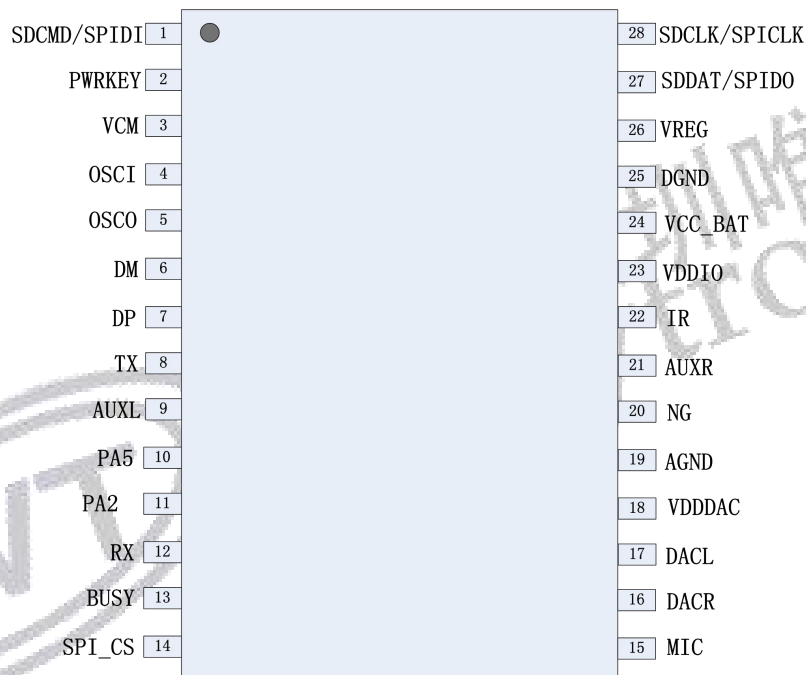 SDCMD/SPIDI 1 28 SDCLK/SPICLK
PWRKEY 2 27 SDDAT/SPIDO
VCM 3 26 VREG
OSCI 4 25 DGND
OSCO 5 24 VCC_BAT
DM 6 23 VDDIO
DP 7 22 IR
TX 8 21 AUXR
AUXL 9 20 NG
PA5 10 19 AGND
PA2 11 18 VDDDAC
RX 12 17 DACL
BUSY 13 16 DACR
SPI_CS 14 15 MIC